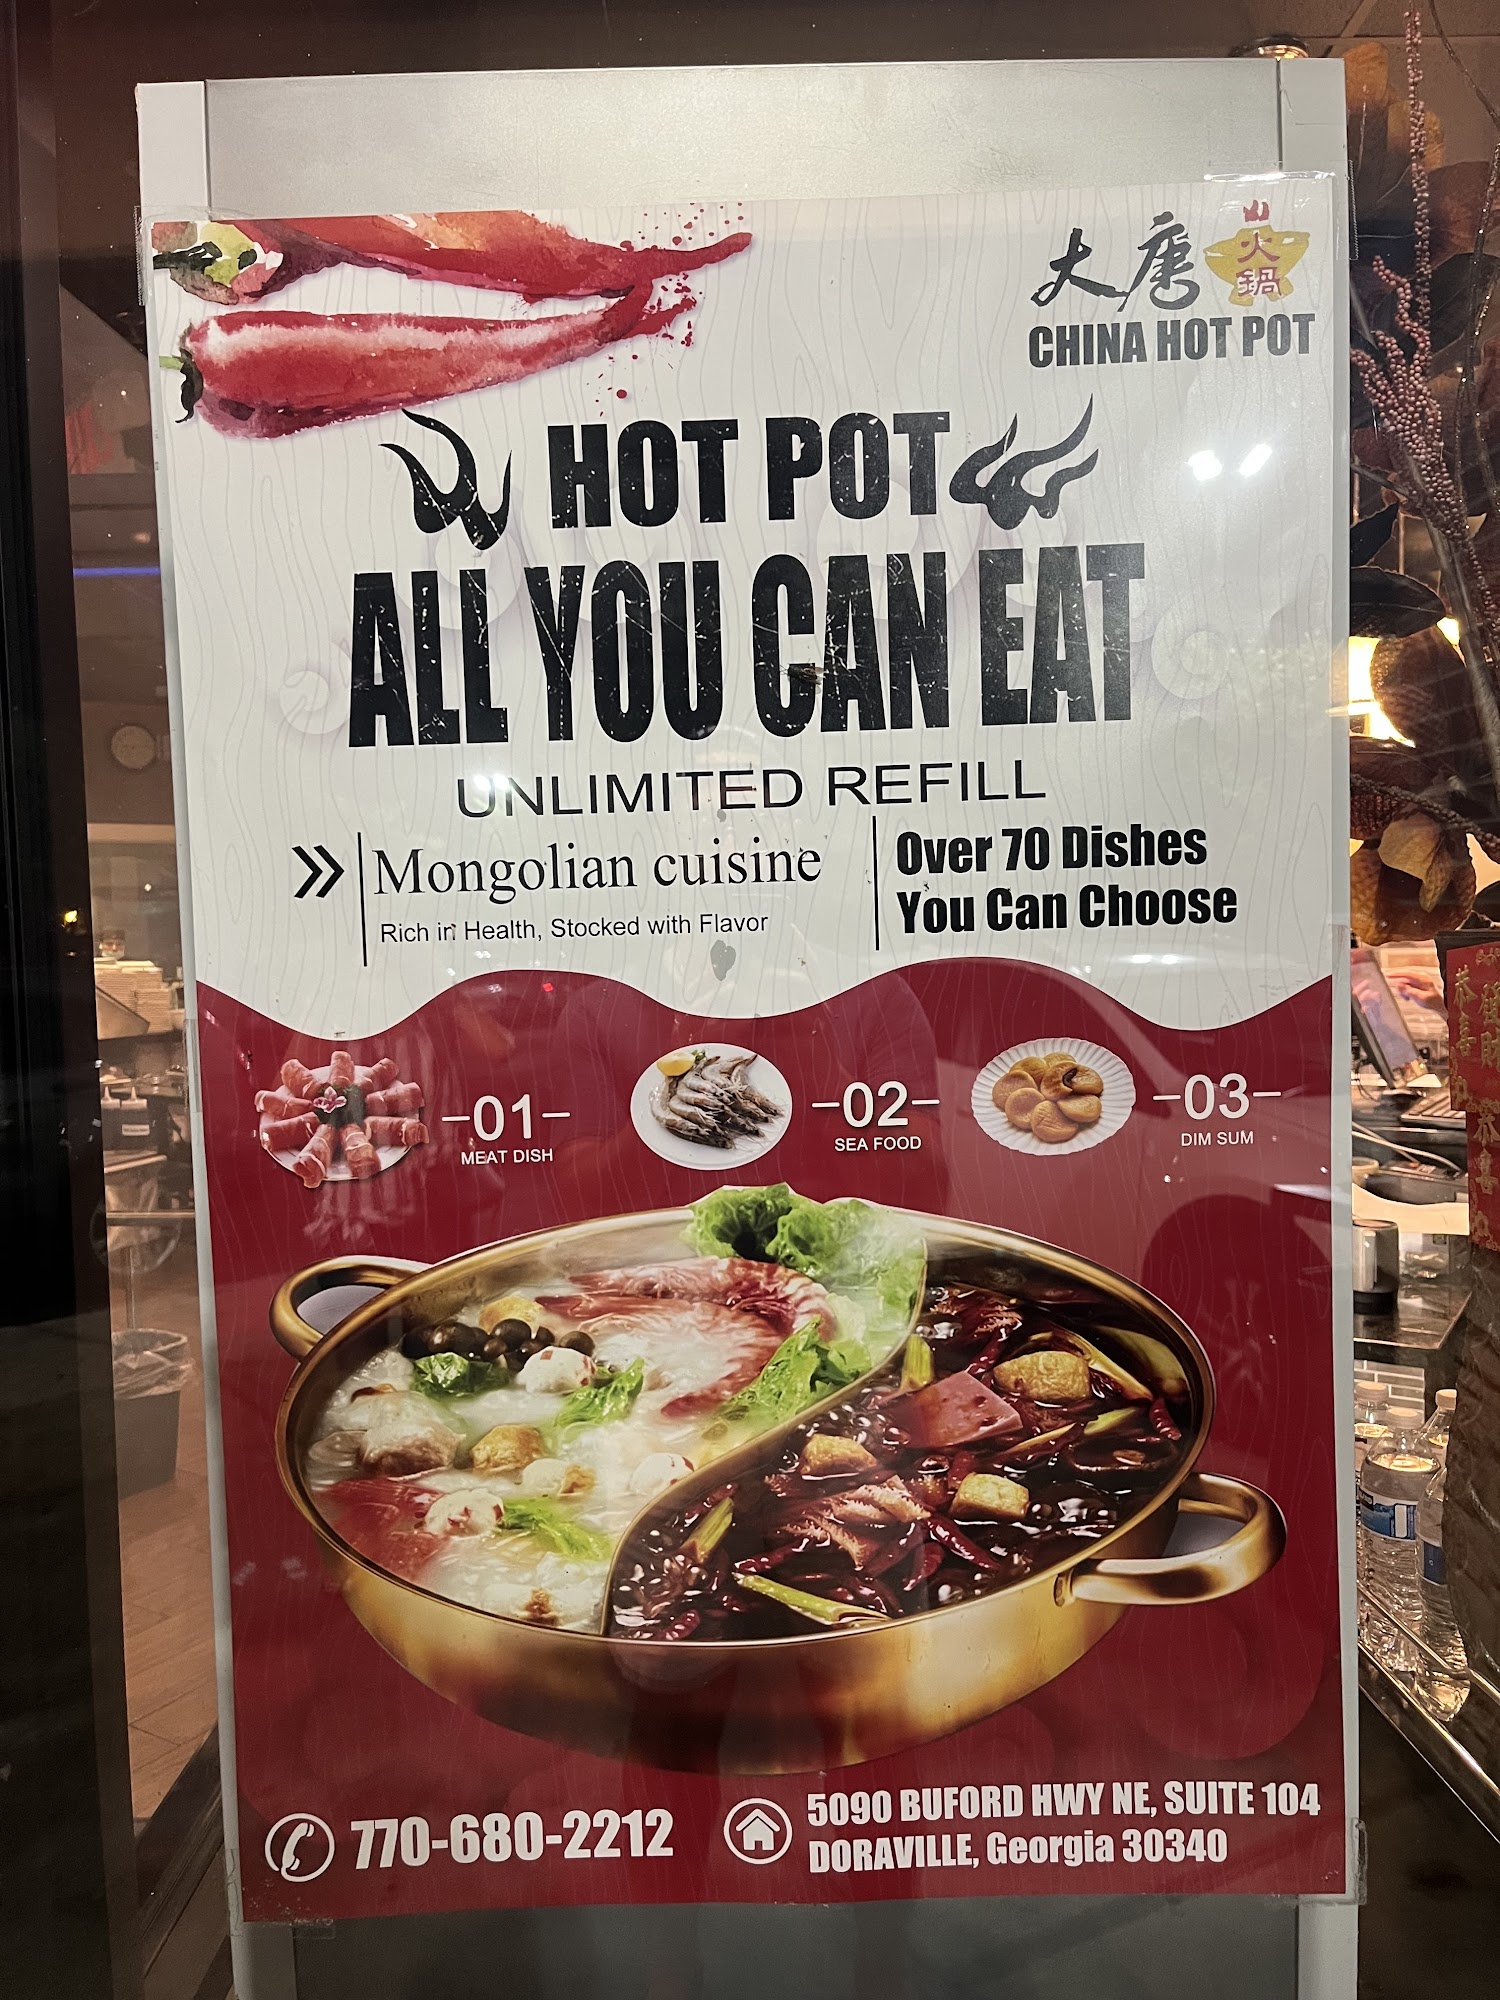 大唐
火鍋
CHINA HOT POT
HOT POT
ALL YOU CAN EAT
UNLIMITED REFILL
Mongolian cuisine
Rich in Health, Stocked with Flavor
Over 70 Dishes
You Can Choose
-01-
MEAT DISH
-02-
SEA FOOD
-03-
DIM SUM
770-680-2212
5090 BUFORD HWY NE, SUITE 104
DORAVILLE, Georgia 30340